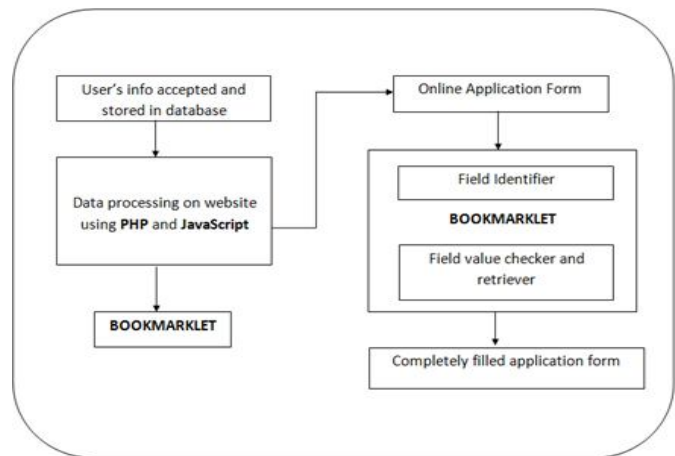 User's info accepted and
stored in database
Data processing on website
using PHP and JavaScript
BOOKMARKLET
Online Application Form
Field Identifier
BOOKMARKLET
Field value checker and
retriever
Completely filled application form